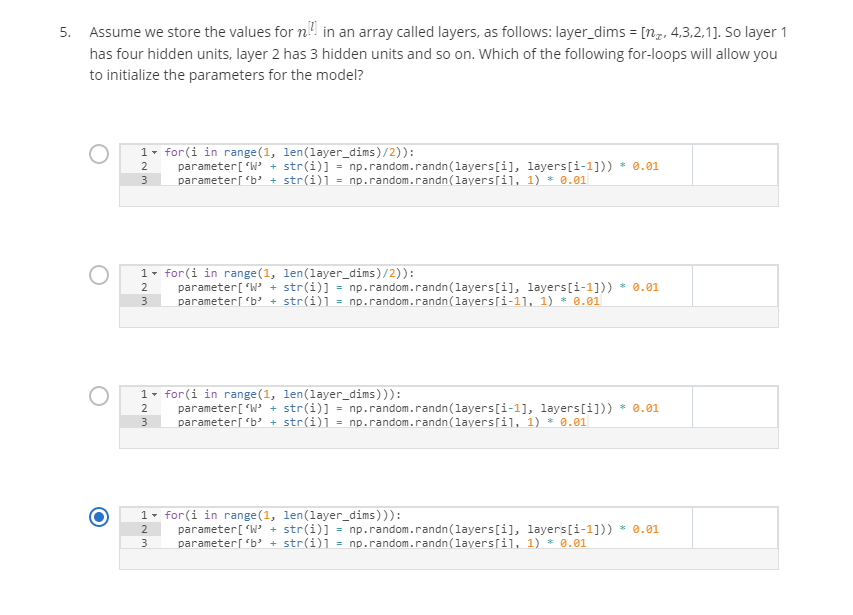 5. Assume we store the values for n^[l] in an array called layers, as follows: layer_dims = [n_x, 4,3,2,1]. So layer 1
has four hidden units, layer 2 has 3 hidden units and so on. Which of the following for-loops will allow you
to initialize the parameters for the model?
1 for(i in range(1, len(layer_dims)/2)):
2 parameter[‘W’ + str(i)] = np.random.randn(layers[i], layers[i-1])) * 0.01
3 parameter[‘b’ + str(i)] = np.random.randn(layers[i], 1) * 0.01
1 for(i in range(1, len(layer_dims)/2)):
2 parameter[‘W’ + str(i)] = np.random.randn(layers[i], layers[i-1])) * 0.01
3 parameter[‘b’ + str(i)] = np.random.randn(layers[i-1], 1) * 0.01
1 for(i in range(1, len(layer_dims))):
2 parameter[‘W’ + str(i)] = np.random.randn(layers[i-1], layers[i])) * 0.01
3 parameter[‘b’ + str(i)] = np.random.randn(layers[i], 1) * 0.01
1 for(i in range(1, len(layer_dims))):
2 parameter[‘W’ + str(i)] = np.random.randn(layers[i], layers[i-1])) * 0.01
3 parameter[‘b’ + str(i)] = np.random.randn(layers[i], 1) * 0.01